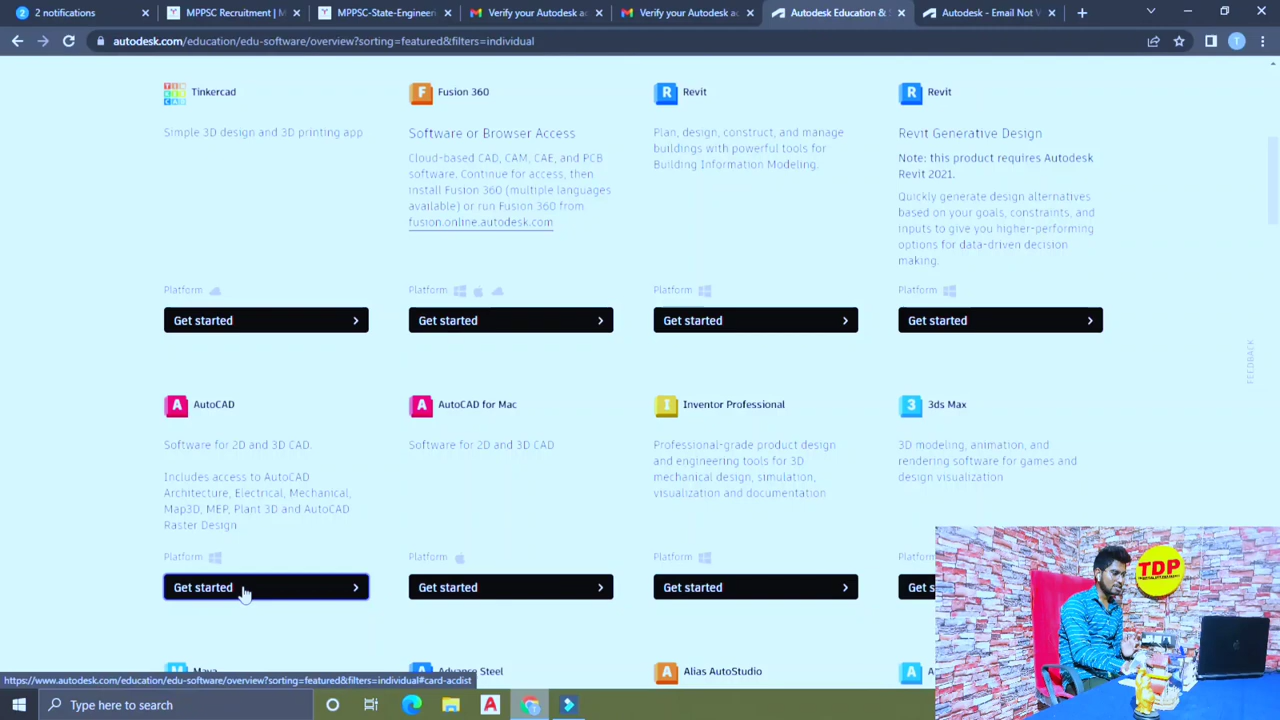 2 notifications
MPPSC Recruitment | M
MPPSC-State-Engineer
Verify your Autodesk a
Verify your Autodesk a
Autodesk Education &
Autodesk - Email Not V
autodesk.com/education/edu-software/overview?sorting=featured&filters=individual
T
Tinkercad
Simple 3D design and 3D printing app
Platform
Get started
F Fusion 360
Software or Browser Access
Cloud-based CAD, CAM, CAE, and PCB
software. Continue for access, then
install Fusion 360 (multiple languages
available) or run Fusion 360 from
fusion.online.autodesk.com
Platform
Get started
R Revit
Plan, design, construct, and manage
buildings with powerful tools for
Building Information Modeling.
Platform
Get started
R Revit
Revit Generative Design
Note: this product requires Autodesk
Revit 2021.
Quickly generate design alternatives
based on your goals, constraints, and
inputs to give you higher-performing
options for data-driven decision
making.
Platform
Get started
FEEDBACK
A AutoCAD
Software for 2D and 3D CAD.
Includes access to AutoCAD
Architecture, Electrical, Mechanical,
Map3D, MEP, Plant 3D and AutoCAD
Raster Design
Platform
Get started
A AutoCAD for Mac
Software for 2D and 3D CAD
Platform
Get started
I Inventor Professional
Professional-grade product design
and engineering tools for 3D
mechanical design, simulation,
visualization and documentation
Platform
Get started
3 3ds Max
3D modeling, animation, and
rendering software for games and
design visualization
Get s
TDP
Maya
Advance Steel
A Alias AutoStudio
A
https://www.autodesk.com/education/edu-software/overview?sorting=featured&filters=individual#card-acdist
Type here to search
A